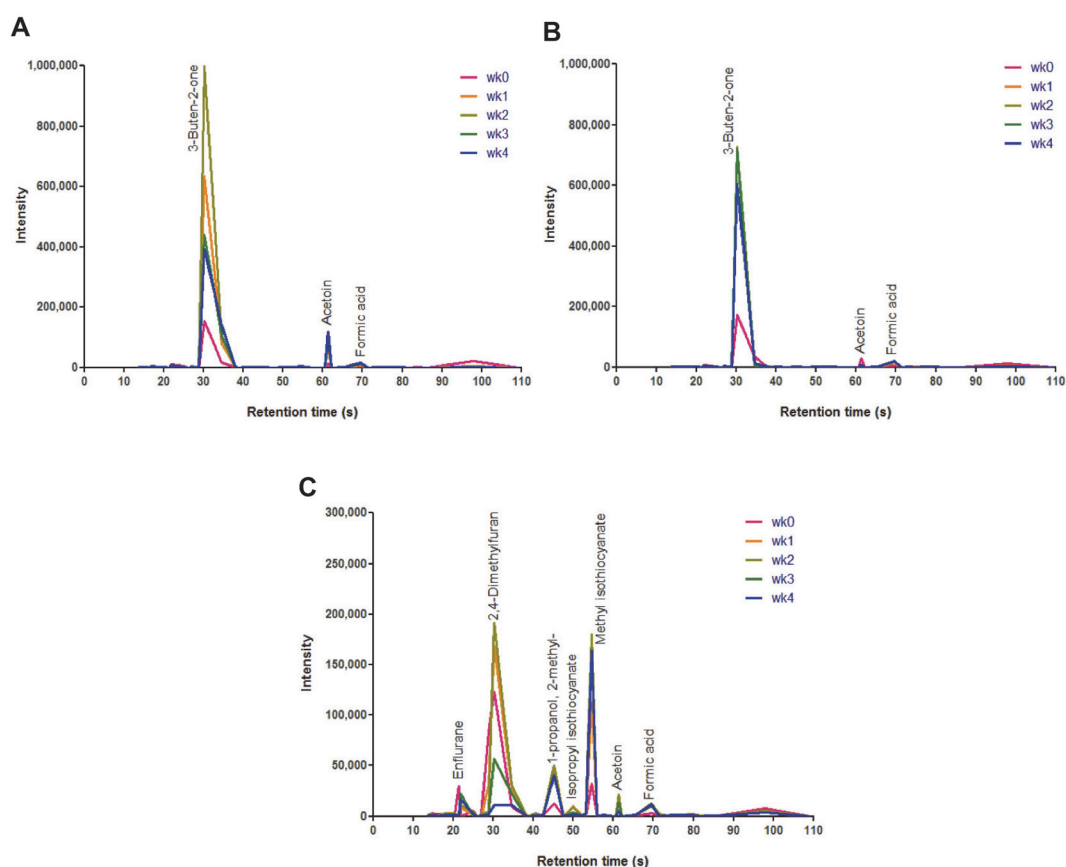 A
1,000,000
800,000
600,000
400,000
200,000
0
Intensity
3-Buten-2-one
Acetoin
Formic acid
wk0
wk1
wk2
wk3
wk4
0 10 20 30 40 50 60 70 80 90 100 110
Retention time (s)
B
1,000,000
800,000
600,000
400,000
200,000
0
Intensity
3-Buten-2-one
Acetoin
Formic acid
wk0
wk1
wk2
wk3
wk4
0 10 20 30 40 50 60 70 80 90 100 110
Retention time (s)
C
300,000
250,000
200,000
150,000
100,000
50,000
0
Intensity
Enflurane
2,4-Dimethylfuran
1-propanol, 2-methyl-
Isopropyl isothiocyanate
Methyl isothiocyanate
Acetoin
Formic acid
wk0
wk1
wk2
wk3
wk4
0 10 20 30 40 50 60 70 80 90 100 110
Retention time (s)